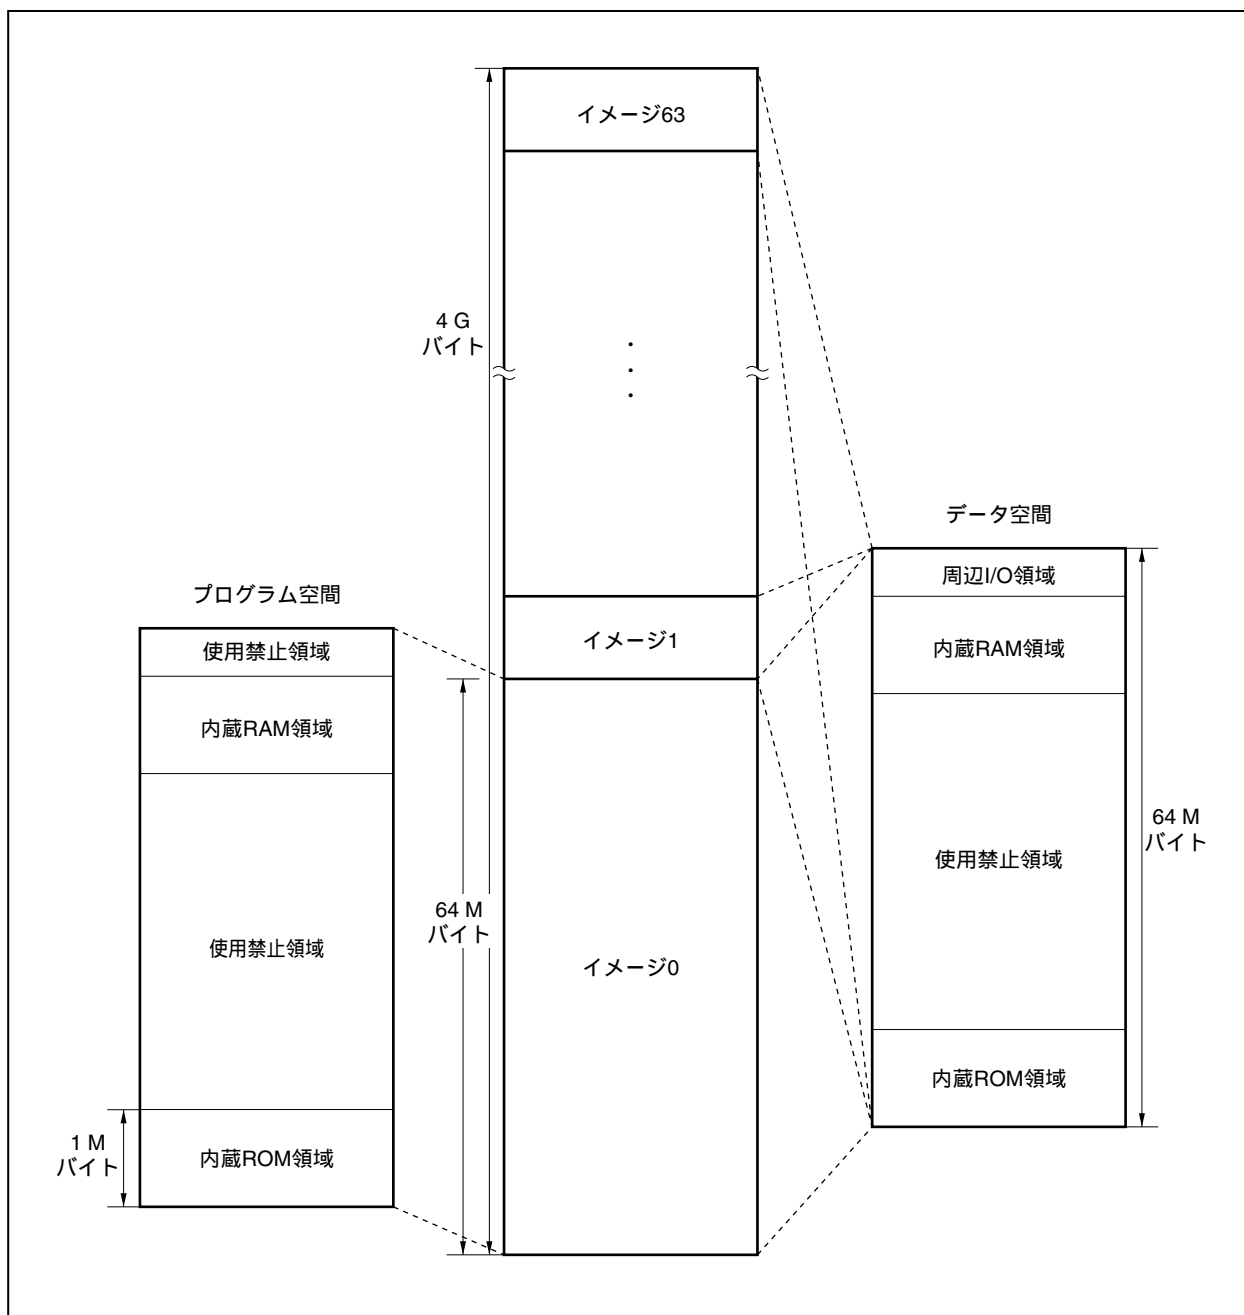 イメージ63
4 G
バイト
・
・
・
データ空間
周辺I/O領域
プログラム空間
イメージ1
使用禁止領域
内蔵RAM領域
内蔵RAM領域
64 M
バイト
使用禁止領域
64 M
バイト
使用禁止領域
イメージ0
内蔵ROM領域
1 M
バイト
内蔵ROM領域